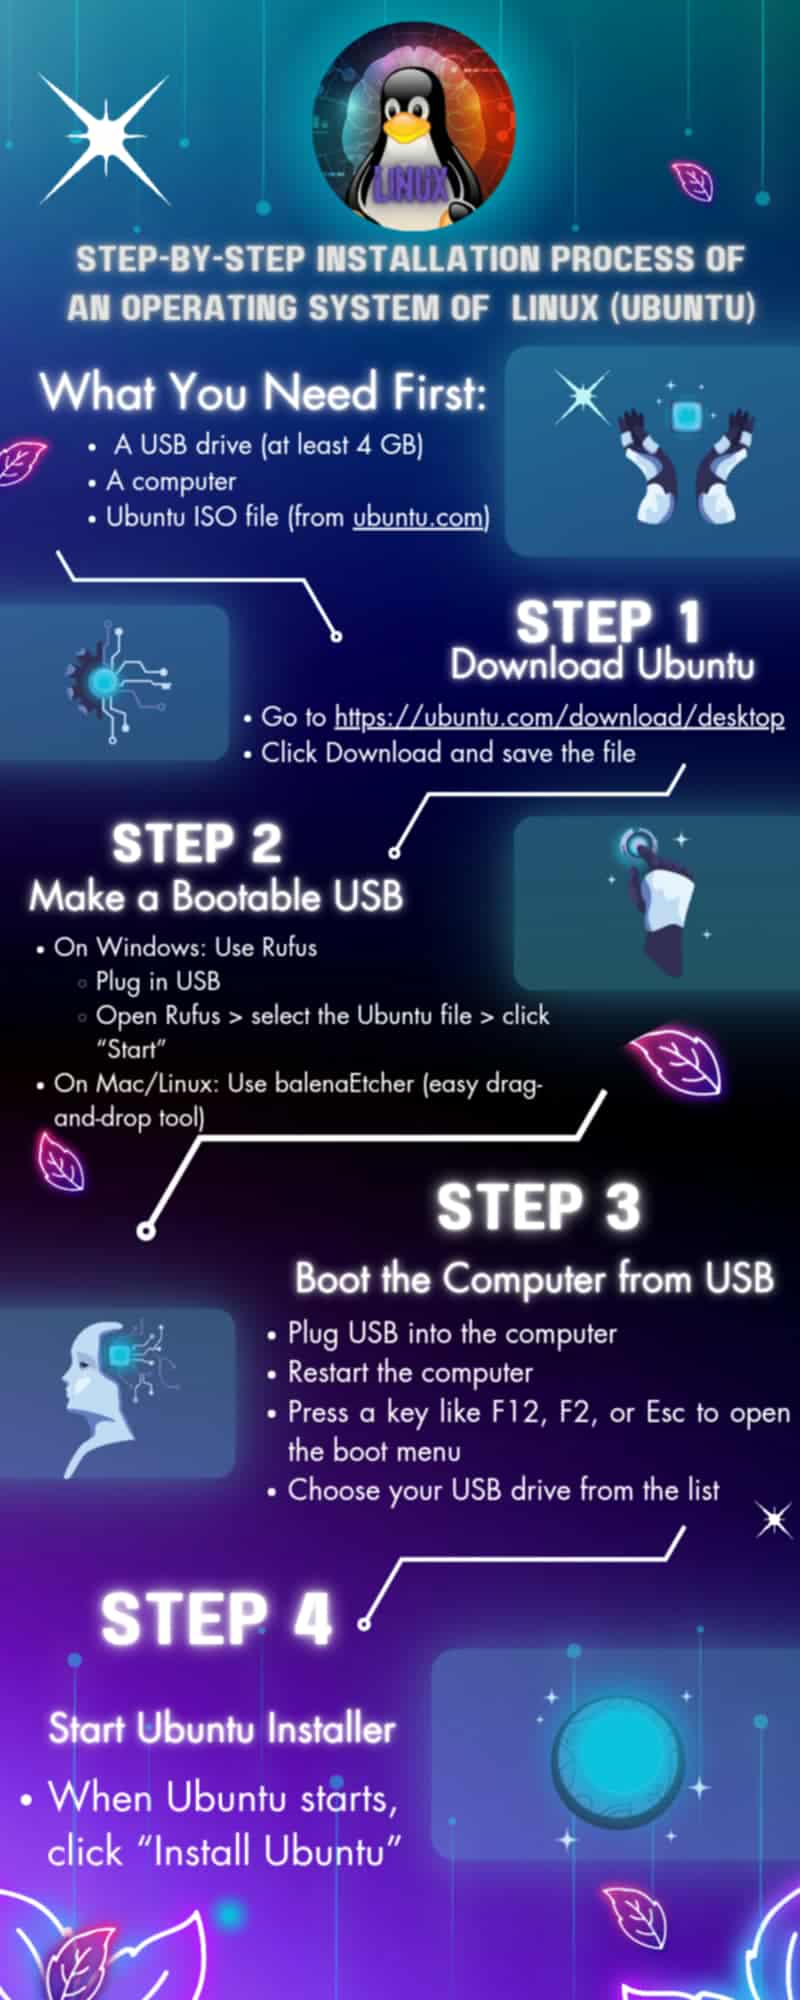 LINUX
STEP-BY-STEP INSTALLATION PROCESS OF
AN OPERATING SYSTEM OF LINUX (UBUNTU)
What You Need First:
• A USB drive (at least 4 GB)
• A computer
• Ubuntu ISO file (from ubuntu.com)
STEP 1
Download Ubuntu
• Go to https://ubuntu.com/download/desktop
• Click Download and save the file
STEP 2
Make a Bootable USB
• On Windows: Use Rufus
◦ Plug in USB
◦ Open Rufus > select the Ubuntu file > click
“Start”
• On Mac/Linux: Use balenaEtcher (easy drag-
and-drop tool)
STEP 3
Boot the Computer from USB
• Plug USB into the computer
• Restart the computer
• Press a key like F12, F2, or Esc to open
the boot menu
• Choose your USB drive from the list
STEP 4
Start Ubuntu Installer
• When Ubuntu starts,
click “Install Ubuntu”